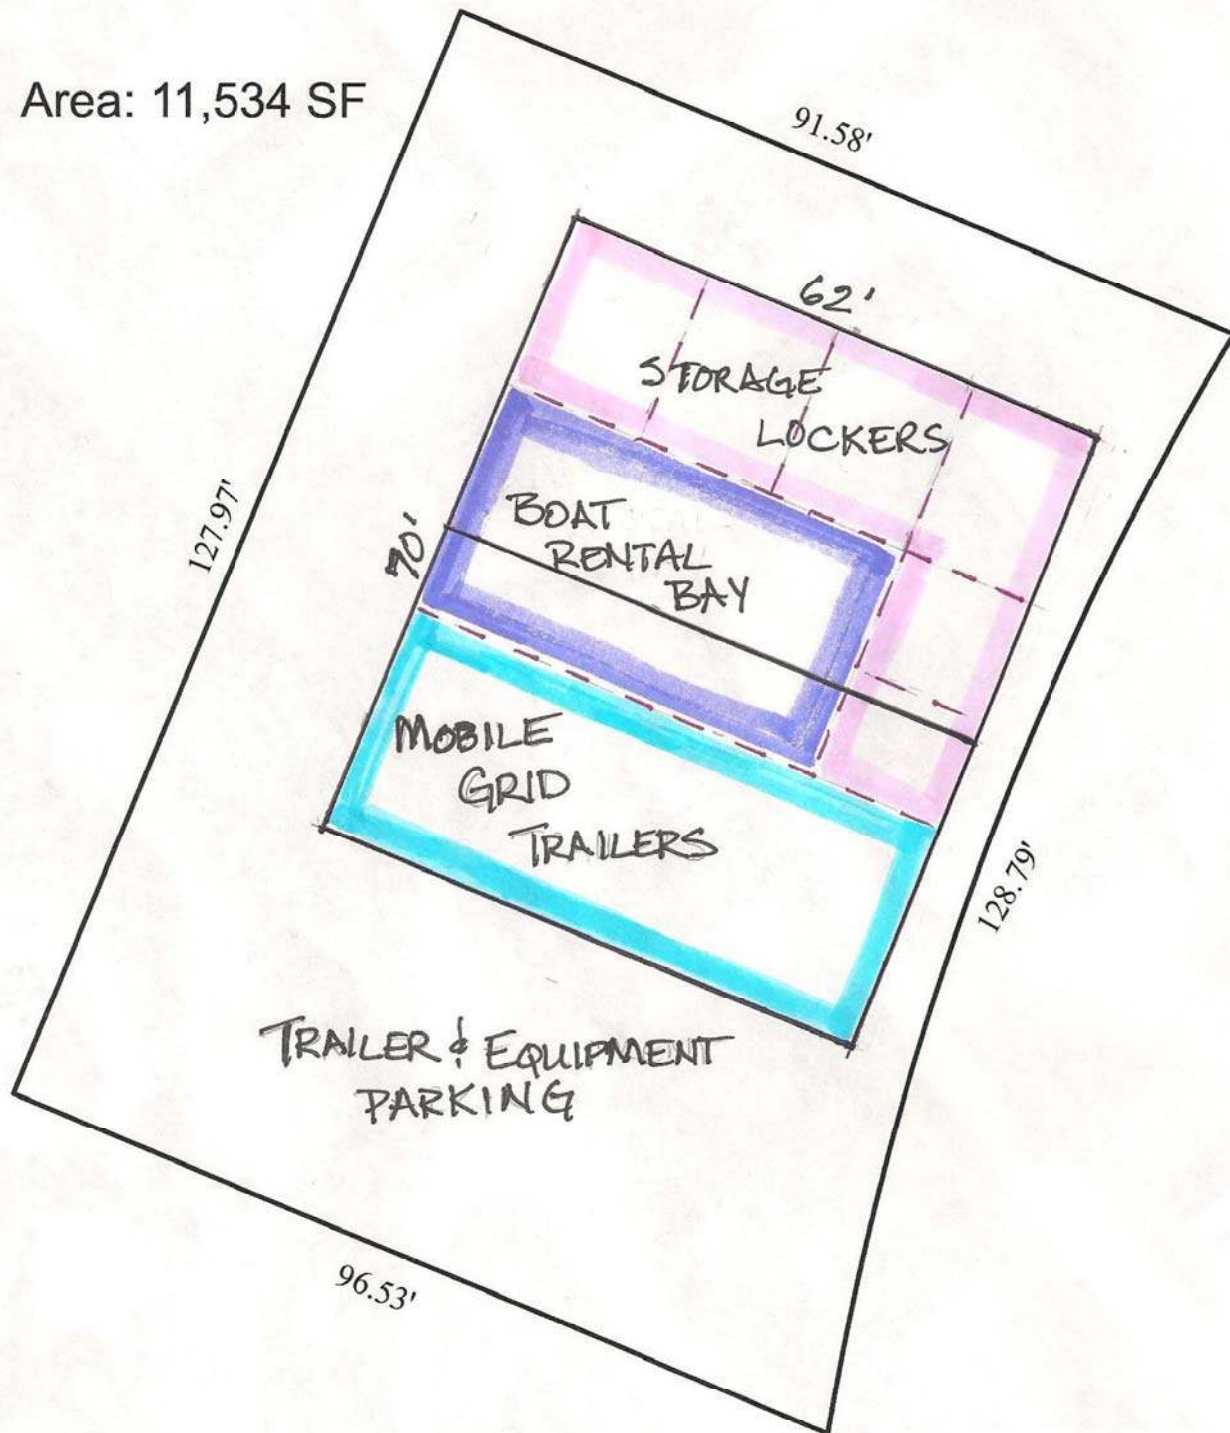 Area: 11,534 SF
91.58'
62'
STORAGE
LOCKERS
127.97'
70'
BOAT
RENTAL
BAY
MOBILE
GRID
TRAILERS
128.79'
TRAILER & EQUIPMENT
PARKING
96.53'